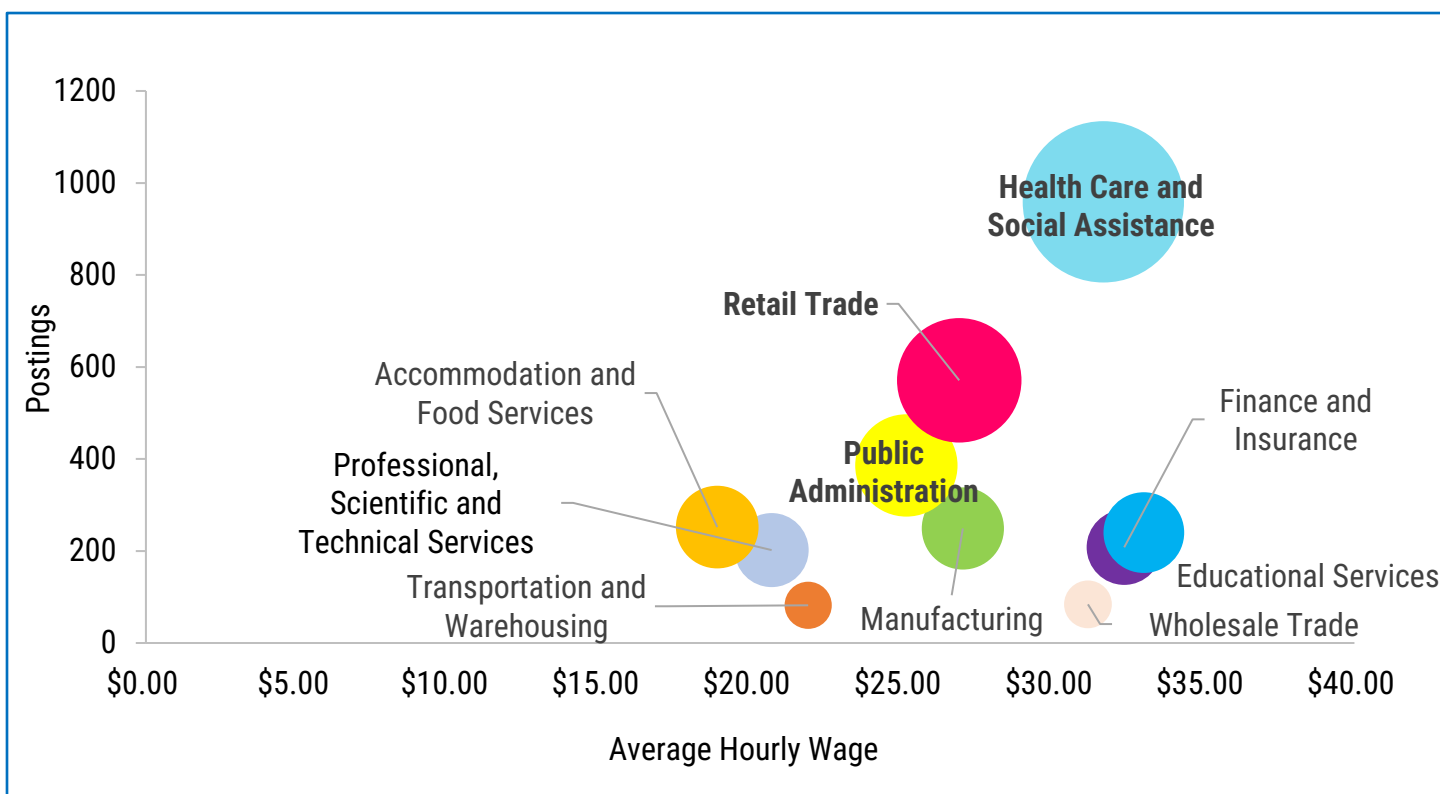 1200
1000
800
600
400
200
0
Postings
Health Care and
Social Assistance
Retail Trade
Accommodation and
Food Services
Finance and
Insurance
Public
Administration
Professional,
Scientific and
Technical Services
Transportation and
Warehousing
Manufacturing
Educational Services
Wholesale Trade
$0.00 $5.00 $10.00 $15.00 $20.00 $25.00 $30.00 $35.00 $40.00
Average Hourly Wage